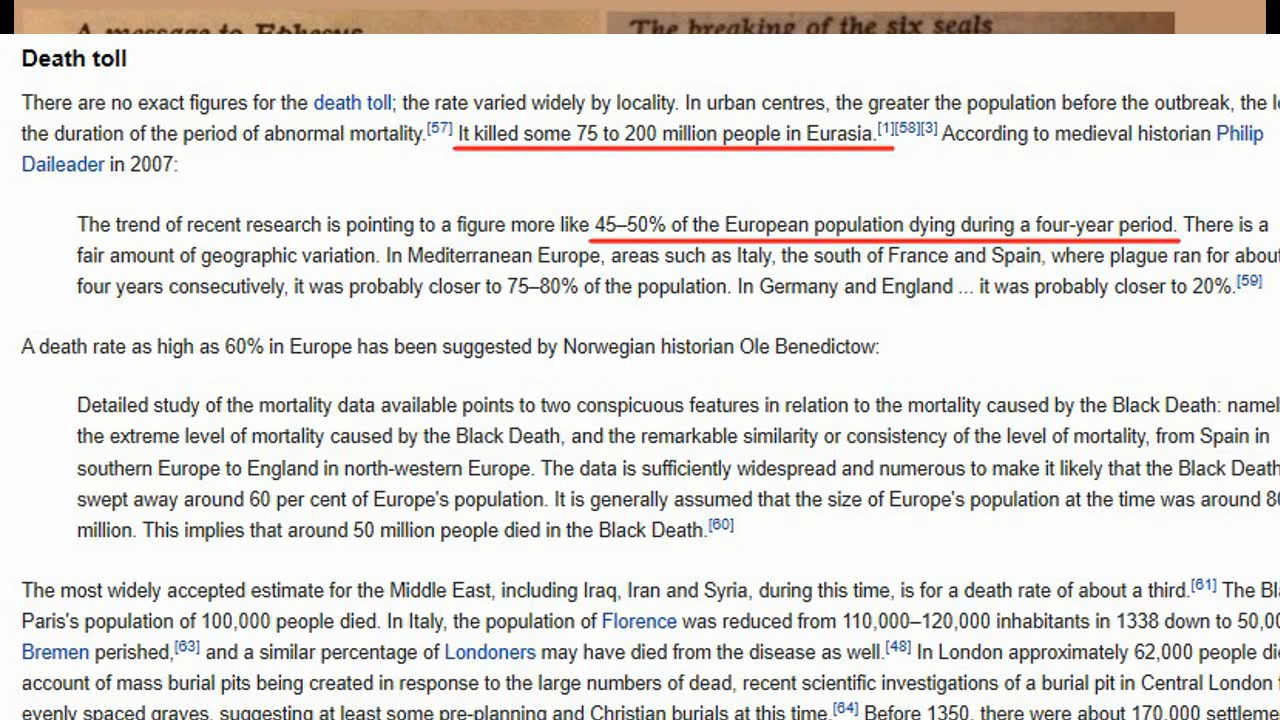 A message to Ephesus
The breaking of the six seals
Death toll
There are no exact figures for the death toll; the rate varied widely by locality. In urban centres, the greater the population before the outbreak, the
the duration of the period of abnormal mortality.[57] It killed some 75 to 200 million people in Eurasia.[1][58][3] According to medieval historian Philip
Daileader in 2007:
The trend of recent research is pointing to a figure more like 45–50% of the European population dying during a four-year period. There is a
fair amount of geographic variation. In Mediterranean Europe, areas such as Italy, the south of France and Spain, where plague ran for about
four years consecutively, it was probably closer to 75–80% of the population. In Germany and England ... it was probably closer to 20%.[59]
A death rate as high as 60% in Europe has been suggested by Norwegian historian Ole Benedictow:
Detailed study of the mortality data available points to two conspicuous features in relation to the mortality caused by the Black Death: namel
the extreme level of mortality caused by the Black Death, and the remarkable similarity or consistency of the level of mortality, from Spain in
southern Europe to England in north-western Europe. The data is sufficiently widespread and numerous to make it likely that the Black Death
swept away around 60 per cent of Europe's population. It is generally assumed that the size of Europe's population at the time was around 80
million. This implies that around 50 million people died in the Black Death.[60]
The most widely accepted estimate for the Middle East, including Iraq, Iran and Syria, during this time, is for a death rate of about a third.[61] The Bla
Paris's population of 100,000 people died. In Italy, the population of Florence was reduced from 110,000–120,000 inhabitants in 1338 down to 50,00
Bremen perished,[63] and a similar percentage of Londoners may have died from the disease as well.[48] In London approximately 62,000 people die
account of mass burial pits being created in response to the large numbers of dead, recent scientific investigations of a burial pit in Central London
evenly spaced graves, suggesting at least some pre-planning and Christian burials at this time.[64] Before 1350, there were about 170,000 settleme